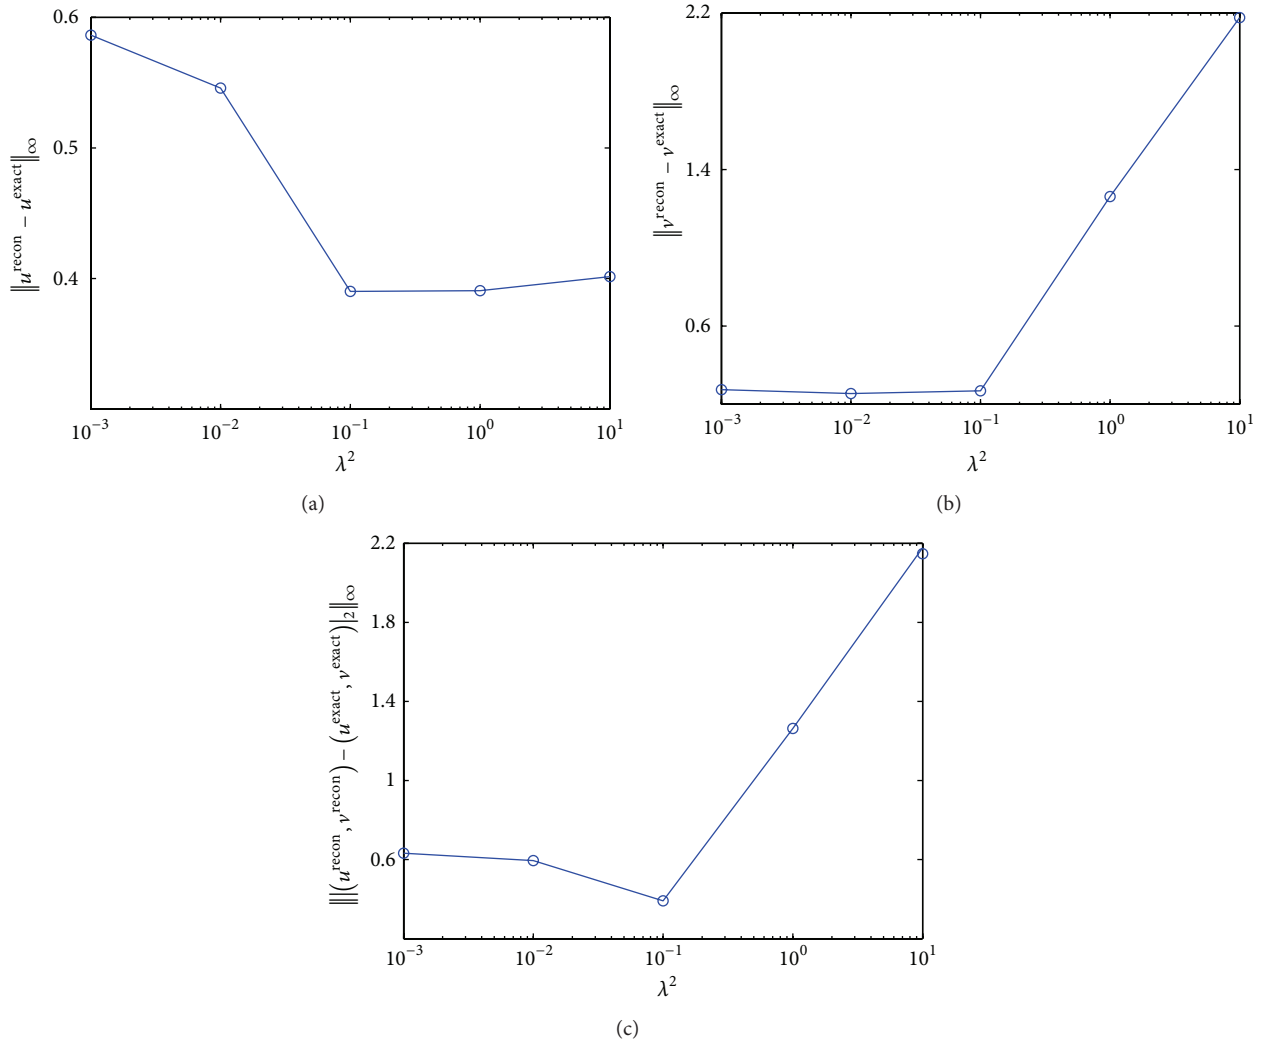 0.6
0.5
0.4
‖u^recon − u^exact‖∞
10^−3 10^−2 10^−1 10^0 10^1
λ^2
(a)
2.2
1.4
0.6
‖v^recon − v^exact‖∞
10^−3 10^−2 10^−1 10^0 10^1
λ^2
(b)
2.2
1.8
1.4
1
0.6
‖|(u^recon, v^recon) − (u^exact, v^exact)|_2‖∞
10^−3 10^−2 10^−1 10^0 10^1
λ^2
(c)